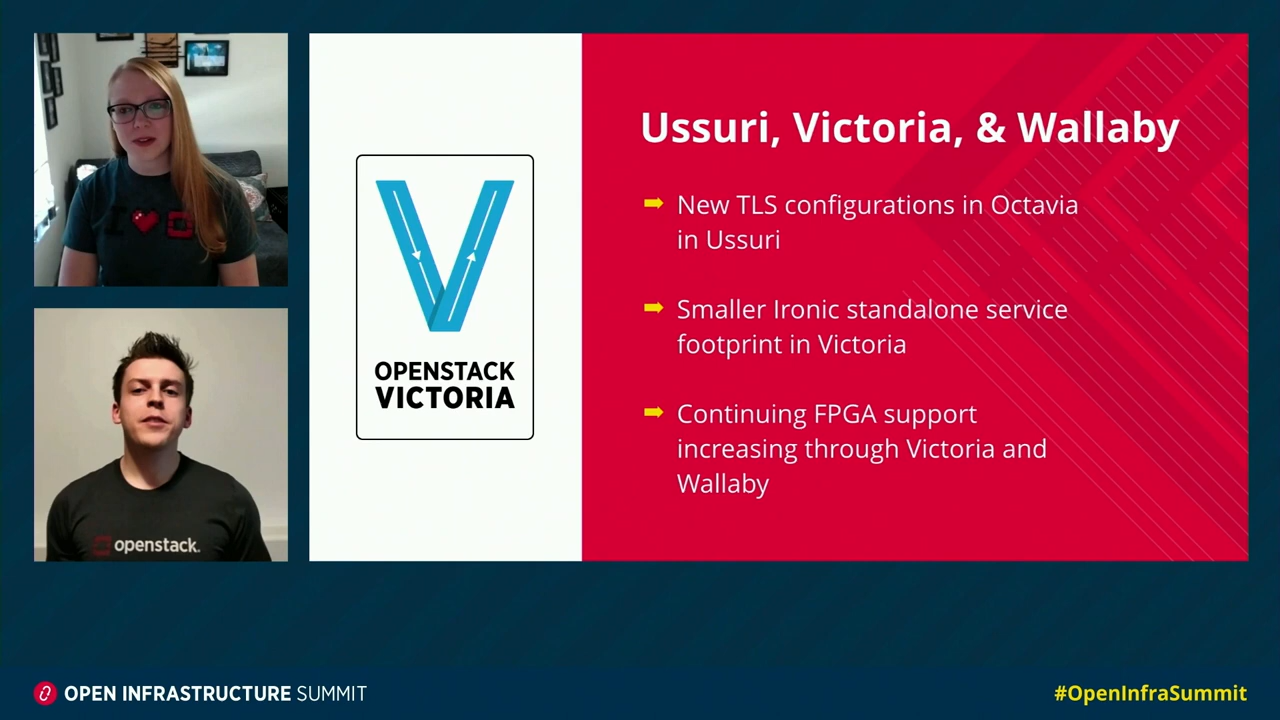 I
openstack.
OPENSTACK
VICTORIA
Ussuri, Victoria, & Wallaby
New TLS configurations in Octavia
in Ussuri
Smaller Ironic standalone service
footprint in Victoria
Continuing FPGA support
increasing through Victoria and
Wallaby
OPEN INFRASTRUCTURE SUMMIT
#OpenInfraSummit